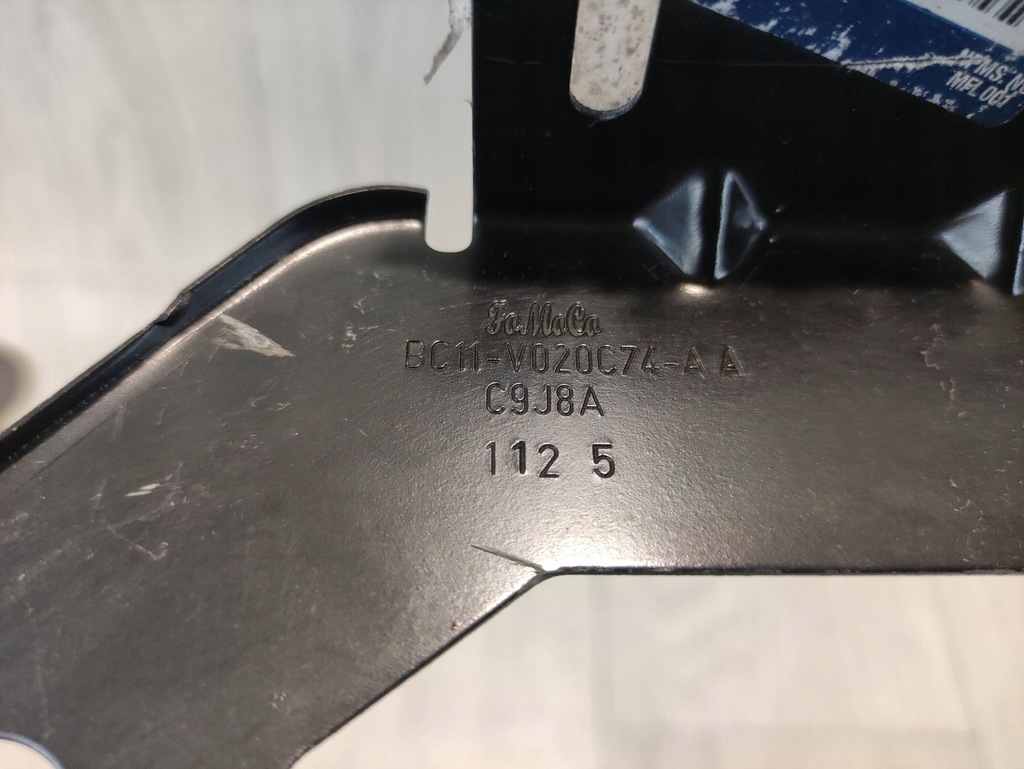 FoMoCo
BC11-V020C74-A A
C9J8A
112 5